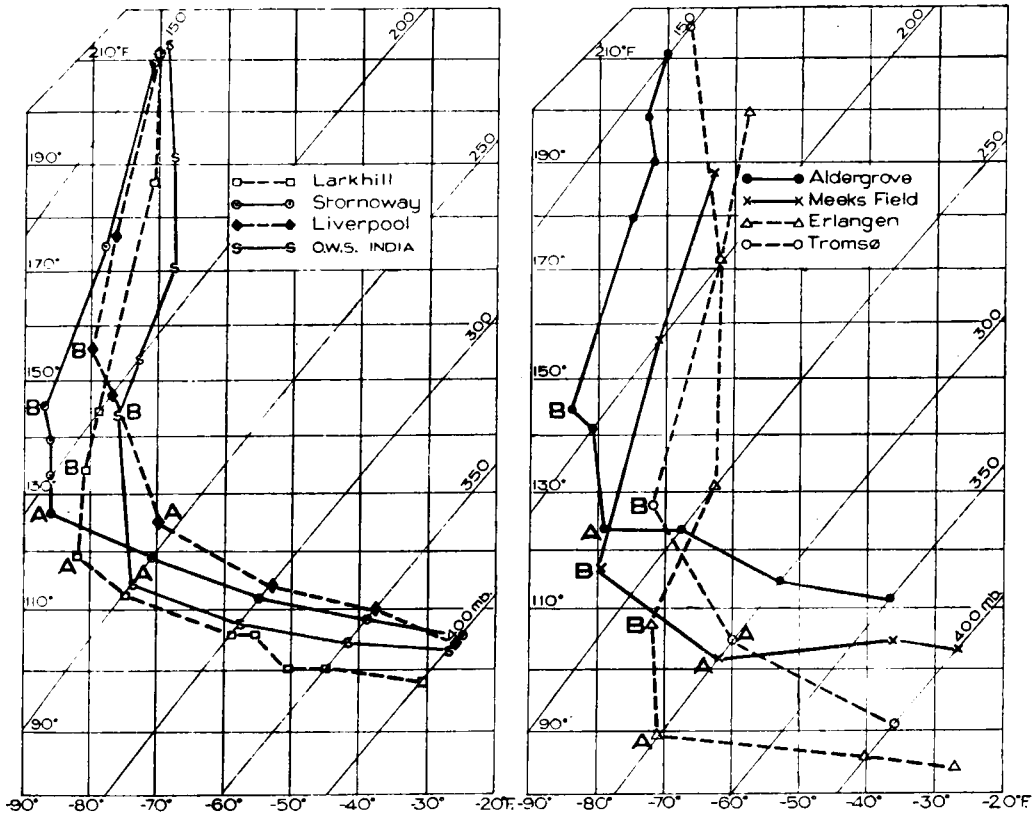 150
200
210°F.
250
190°
Larkhill
Stornoway
Liverpool
O.W.S. INDIA
170°
300
B
150°
B
B
350
B
130°
A
A
A
A
110°
400 mb.
90°
-90° -80° -70° -60° -50° -40° -30° -20°F.
150
200
210°F.
250
190°
Aldergrove
Meeks Field
Erlangen
Tromsø
170°
300
150°
B
350
130°
B
A
B
110°
400 mb.
B
A
A
90°
A
-90° -80° -70° -60° -50° -40° -30° -20°F.